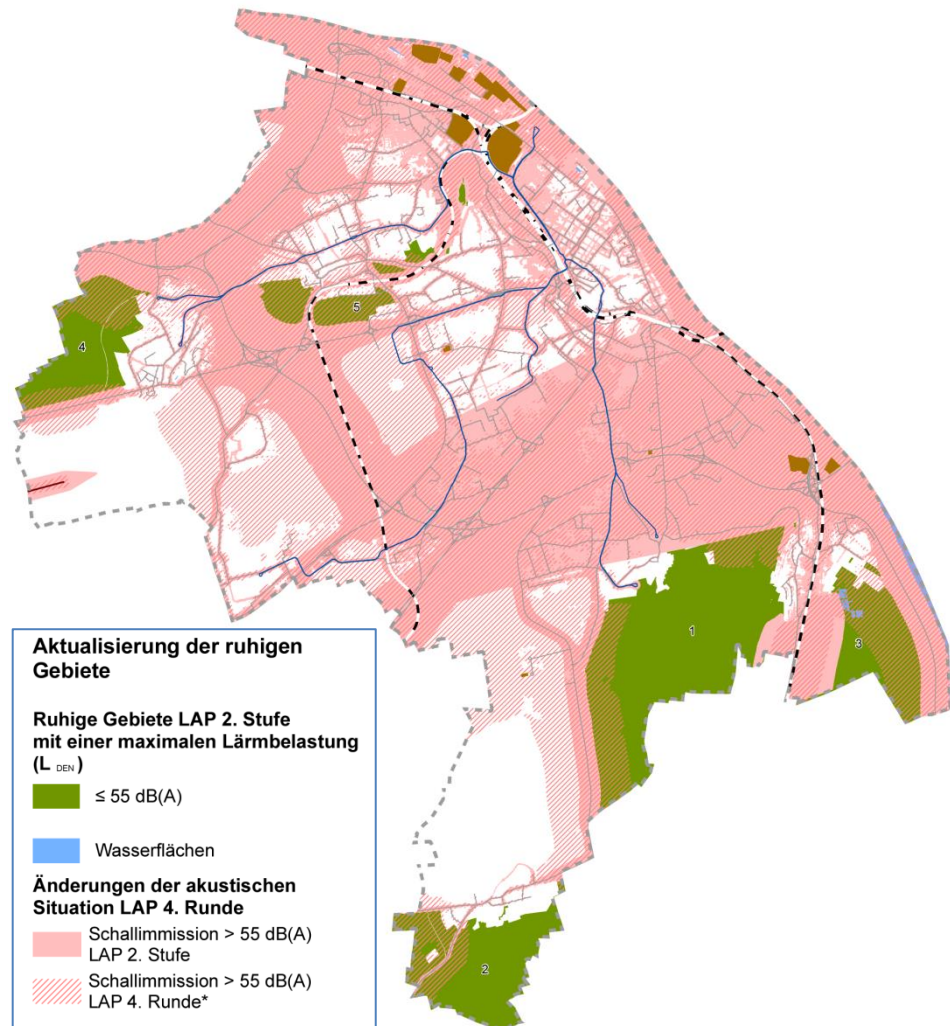 4
5
1
3
2
Aktualisierung der ruhigen
Gebiete
Ruhige Gebiete LAP 2. Stufe
mit einer maximalen Lärmbelastung
(L DEN )
≤ 55 dB(A)
Wasserflächen
Änderungen der akustischen
Situation LAP 4. Runde
Schallimmission > 55 dB(A)
LAP 2. Stufe
Schallimmission > 55 dB(A)
LAP 4. Runde*